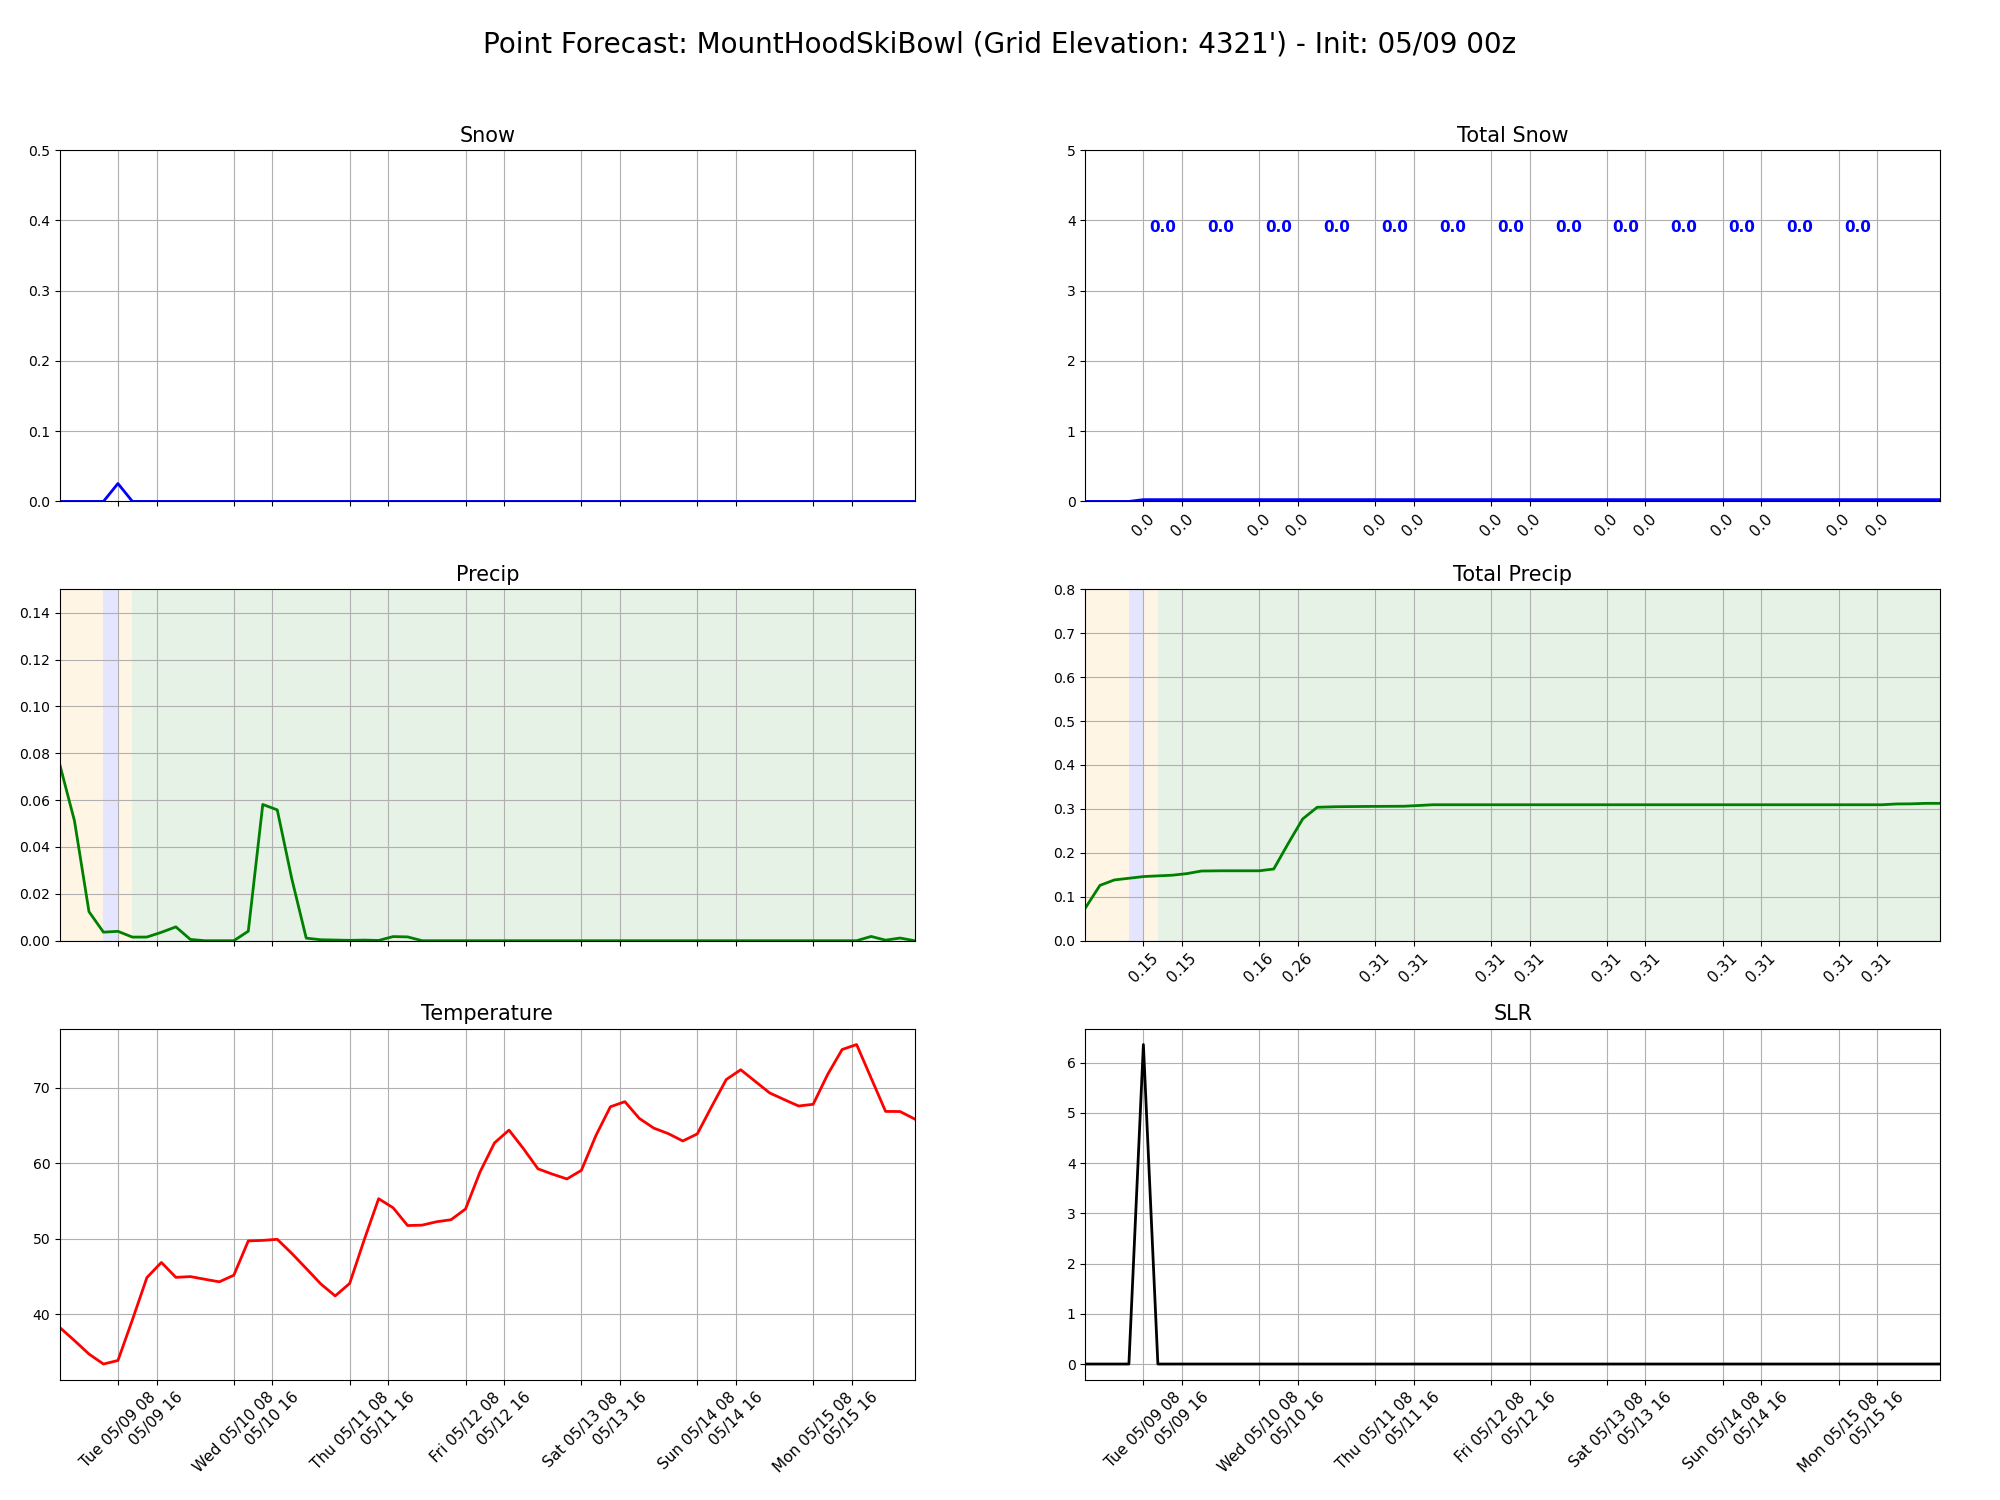 Point Forecast: MountHoodSkiBowl (Grid Elevation: 4321') - Init: 05/09 00z
Snow
0.5
0.4
0.3
0.2
0.1
0.0
Total Snow
5
4
3
2
1
0
0.0 0.0 0.0 0.0 0.0 0.0 0.0 0.0 0.0 0.0 0.0 0.0 0.0
0.0 0.0 0.0 0.0 0.0 0.0 0.0 0.0 0.0 0.0 0.0 0.0 0.0 0.0
Precip
0.14
0.12
0.10
0.08
0.06
0.04
0.02
0.00
Total Precip
0.8
0.7
0.6
0.5
0.4
0.3
0.2
0.1
0.0
0.15 0.15 0.16 0.26 0.31 0.31 0.31 0.31 0.31 0.31 0.31 0.31 0.31 0.31
Temperature
70
60
50
40
Tue 05/09 08
05/09 16
Wed 05/10 08
05/10 16
Thu 05/11 08
05/11 16
Fri 05/12 08
05/12 16
Sat 05/13 08
05/13 16
Sun 05/14 08
05/14 16
Mon 05/15 08
05/15 16
SLR
6
5
4
3
2
1
0
Tue 05/09 08
05/09 16
Wed 05/10 08
05/10 16
Thu 05/11 08
05/11 16
Fri 05/12 08
05/12 16
Sat 05/13 08
05/13 16
Sun 05/14 08
05/14 16
Mon 05/15 08
05/15 16